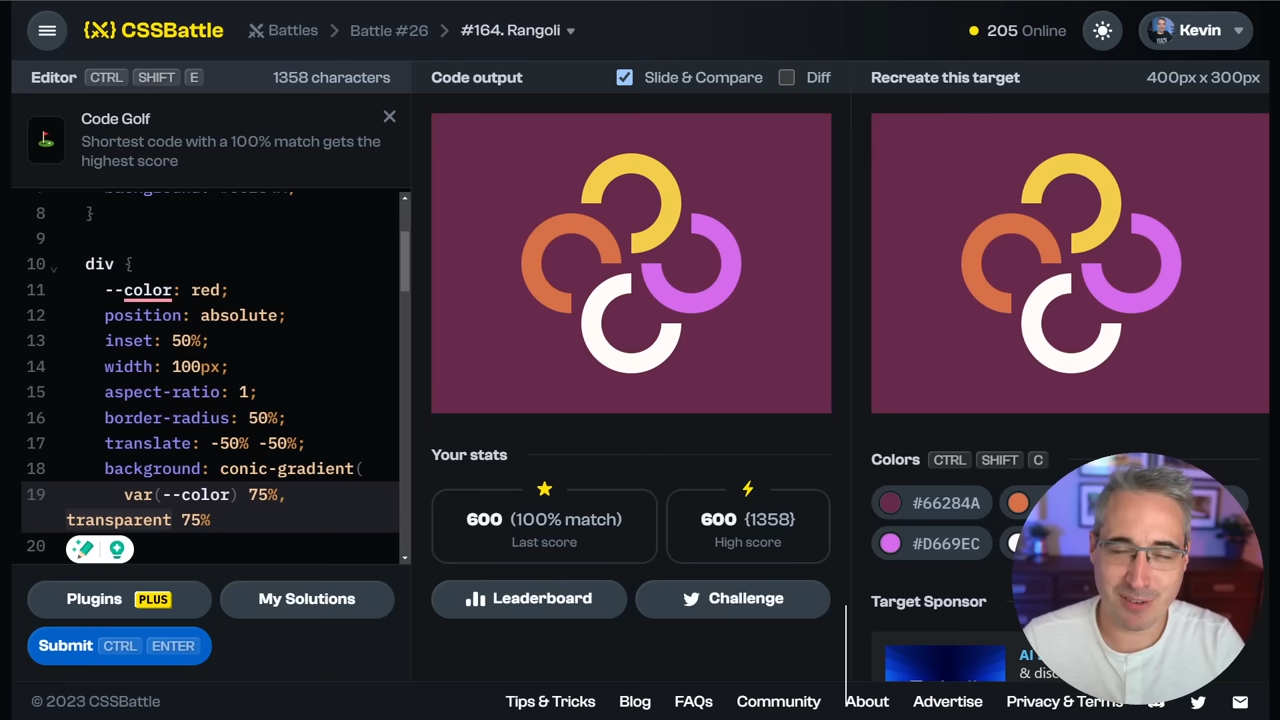 {X} CSSBattle
Battles
Battle #26
#164. Rangoli
205 Online
Kevin
Editor CTRL SHIFT E
1358 characters
Code output
Slide & Compare
Diff
Recreate this target
400px x 300px
Code Golf
Shortest code with a 100% match gets the
highest score
8 }
9
10 div {
11 --color: red;
12 position: absolute;
13 inset: 50%;
14 width: 100px;
15 aspect-ratio: 1;
16 border-radius: 50%;
17 translate: -50% -50%;
18 background: conic-gradient(
19 var(--color) 75%,
transparent 75%
20
Your stats
600 (100% match)
Last score
600 {1358}
High score
Colors CTRL SHIFT C
#66284A
#D669EC
Plugins PLUS
My Solutions
Leaderboard
Challenge
Submit CTRL ENTER
Target Sponsor
AI
& disc
© 2023 CSSBattle
Tips & Tricks
Blog
FAQs
Community
About
Advertise
Privacy & Terms